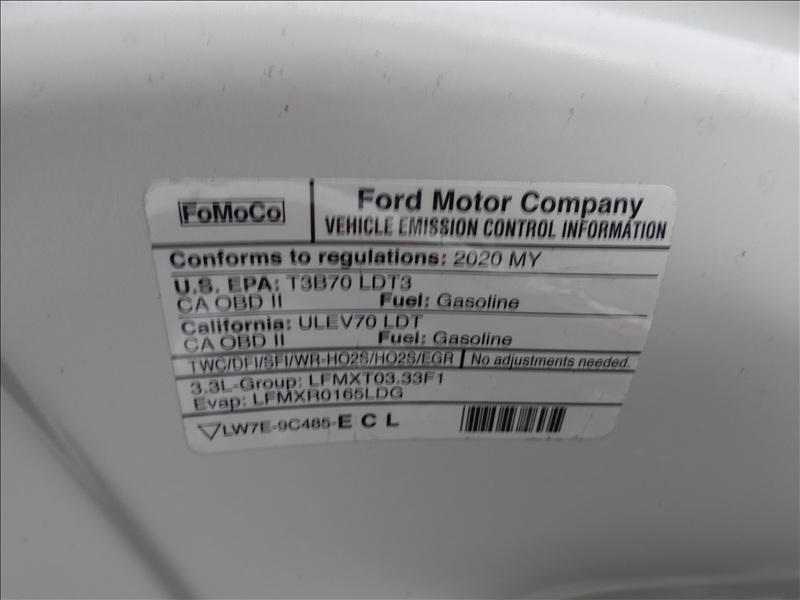 FoMoCo
Ford Motor Company
VEHICLE EMISSION CONTROL INFORMATION
Conforms to regulations: 2020 MY
U.S. EPA: T3B70 LDT3
CA OBD II Fuel: Gasoline
California: ULEV70 LDT
CA OBD II Fuel: Gasoline
TWC/DFI/SFI/WR-HO2S/HO2S/EGR No adjustments needed.
3.3L-Group: LFMXT03.33F1
Evap: LFMXR0165LDG
LW7E-9C485-E C L